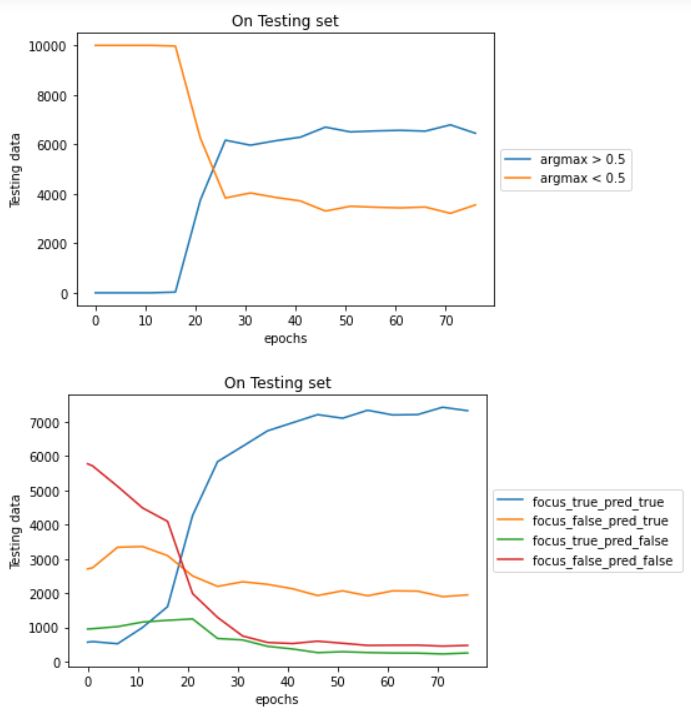 On Testing set
10000
8000
6000
4000
2000
0
Testing data
0 10 20 30 40 50 60 70
epochs
argmax > 0.5
argmax < 0.5
On Testing set
7000
6000
5000
4000
3000
2000
1000
0
Testing data
0 10 20 30 40 50 60 70
epochs
focus_true_pred_true
focus_false_pred_true
focus_true_pred_false
focus_false_pred_false